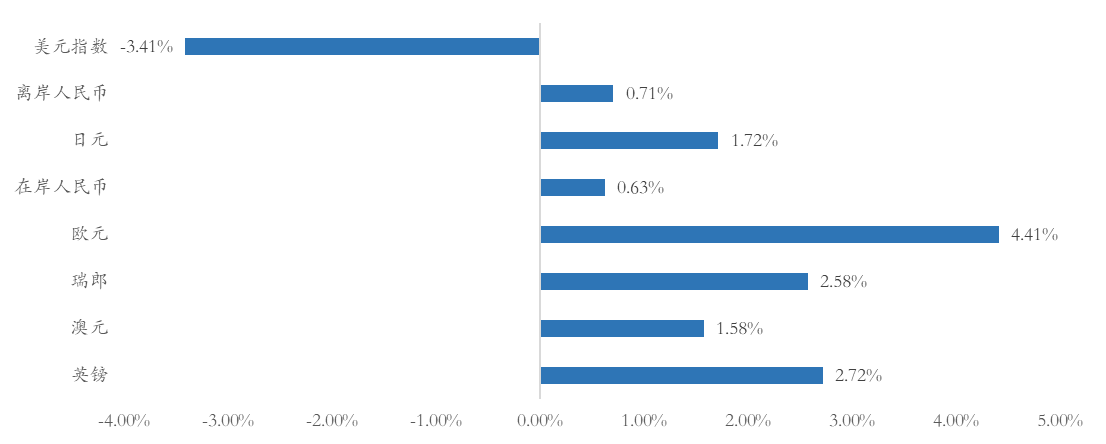 美元指数 -3.41%
离岸人民币 0.71%
日元 1.72%
在岸人民币 0.63%
欧元 4.41%
瑞郎 2.58%
澳元 1.58%
英镑 2.72%
-4.00% -3.00% -2.00% -1.00% 0.00% 1.00% 2.00% 3.00% 4.00% 5.00%